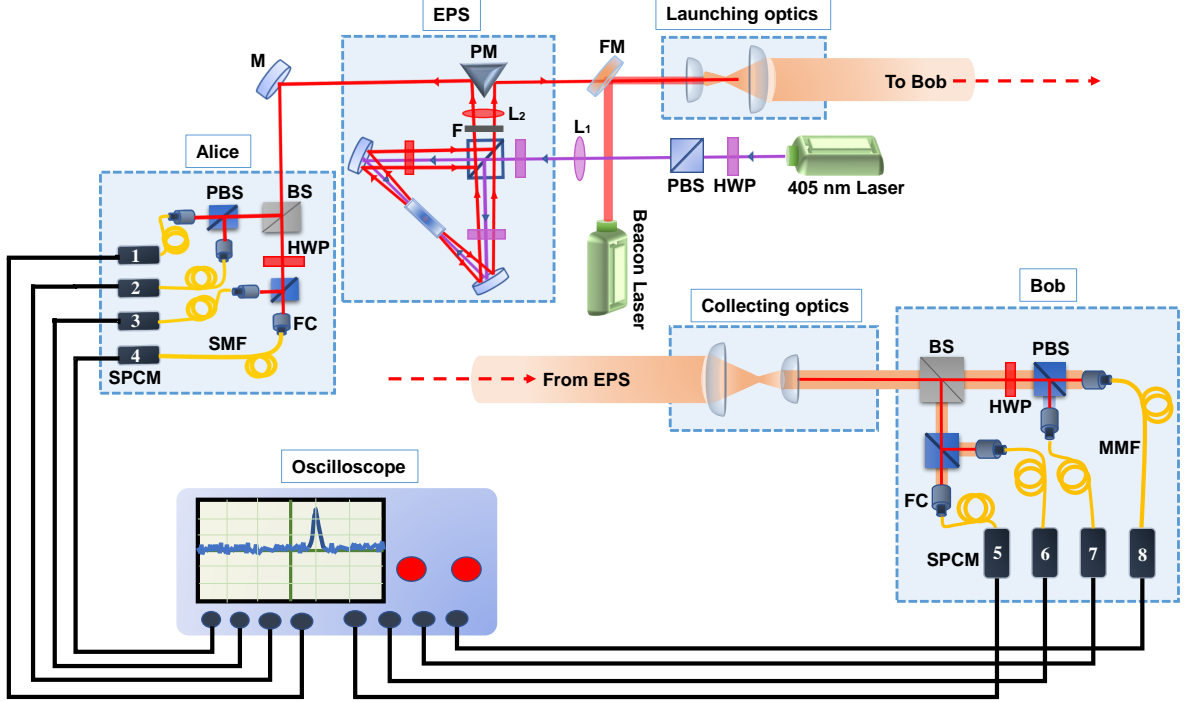 EPS
Launching optics
PM
FM
M
To Bob
L2
F
L1
Alice
PBS
BS
PBS
HWP
405 nm Laser
HWP
1
2
3
4
FC
SMF
SPCM
Beacon Laser
Collecting optics
Bob
From EPS
BS
PBS
HWP
MMF
FC
SPCM
5
6
7
8
Oscilloscope